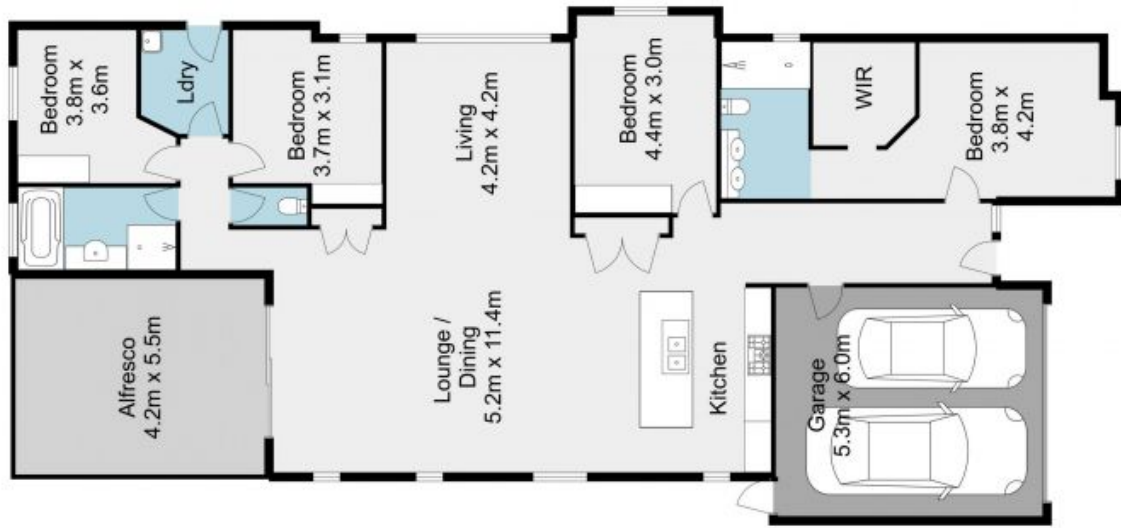 Bedroom
3.8m x
3.6m
Ldry
Bedroom
3.7m x 3.1m
Living
4.2m x 4.2m
Bedroom
4.4m x 3.0m
WIR
Bedroom
3.8m x
4.2m
Alfresco
4.2m x 5.5m
Lounge /
Dining
5.2m x 11.4m
Kitchen
Garage
5.3m x 6.0m